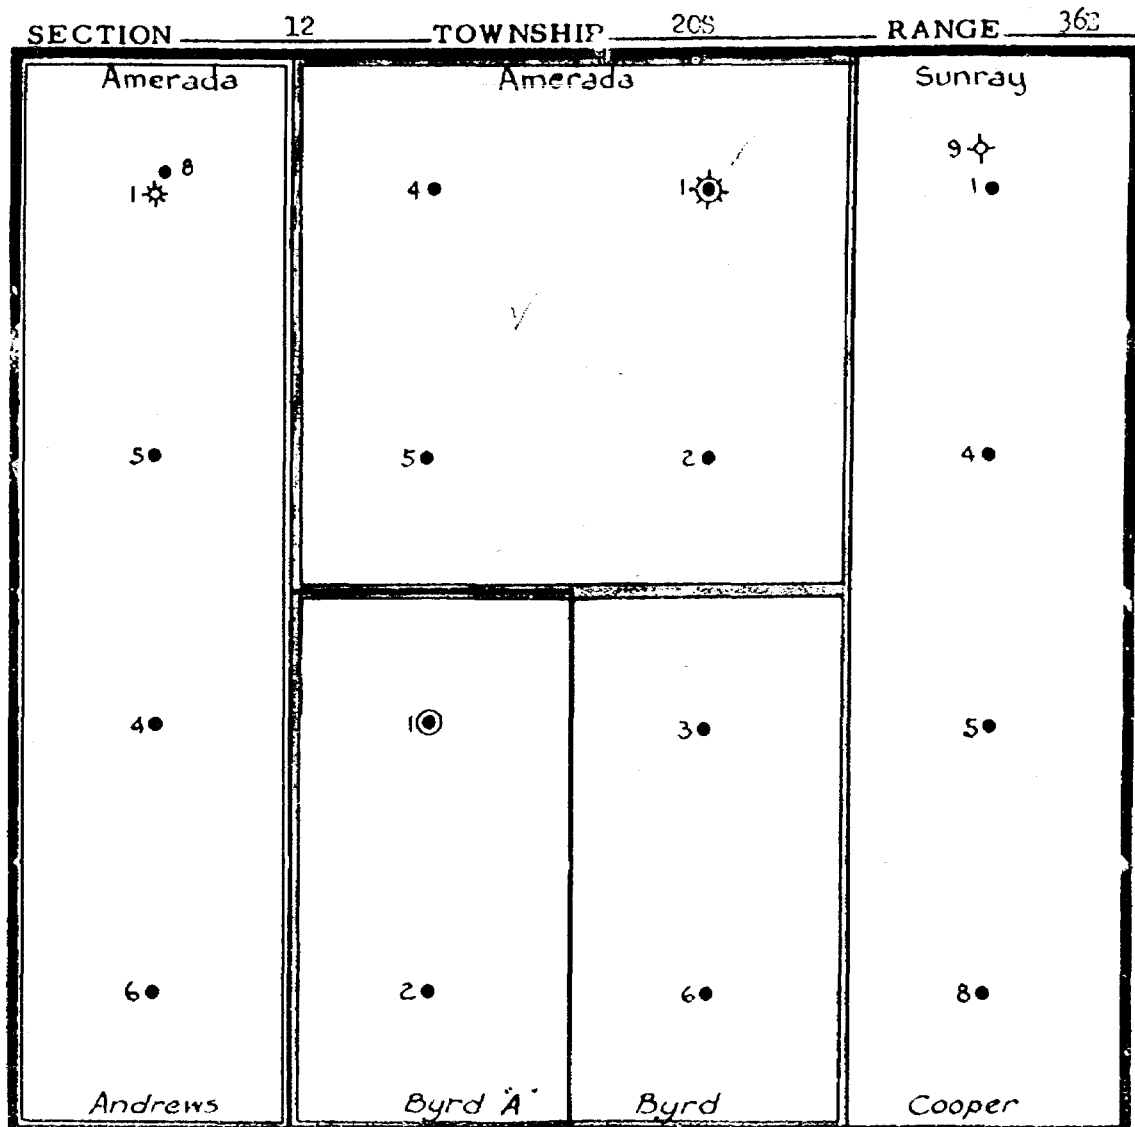 SECTION 12 TOWNSHIP 20S RANGE 36E
Amerada Amerada Sunray
8 9
1 4 1 1
5 5 2 4
4 1 3 5
6 2 6 8
Andrews Byrd "A" Byrd Cooper